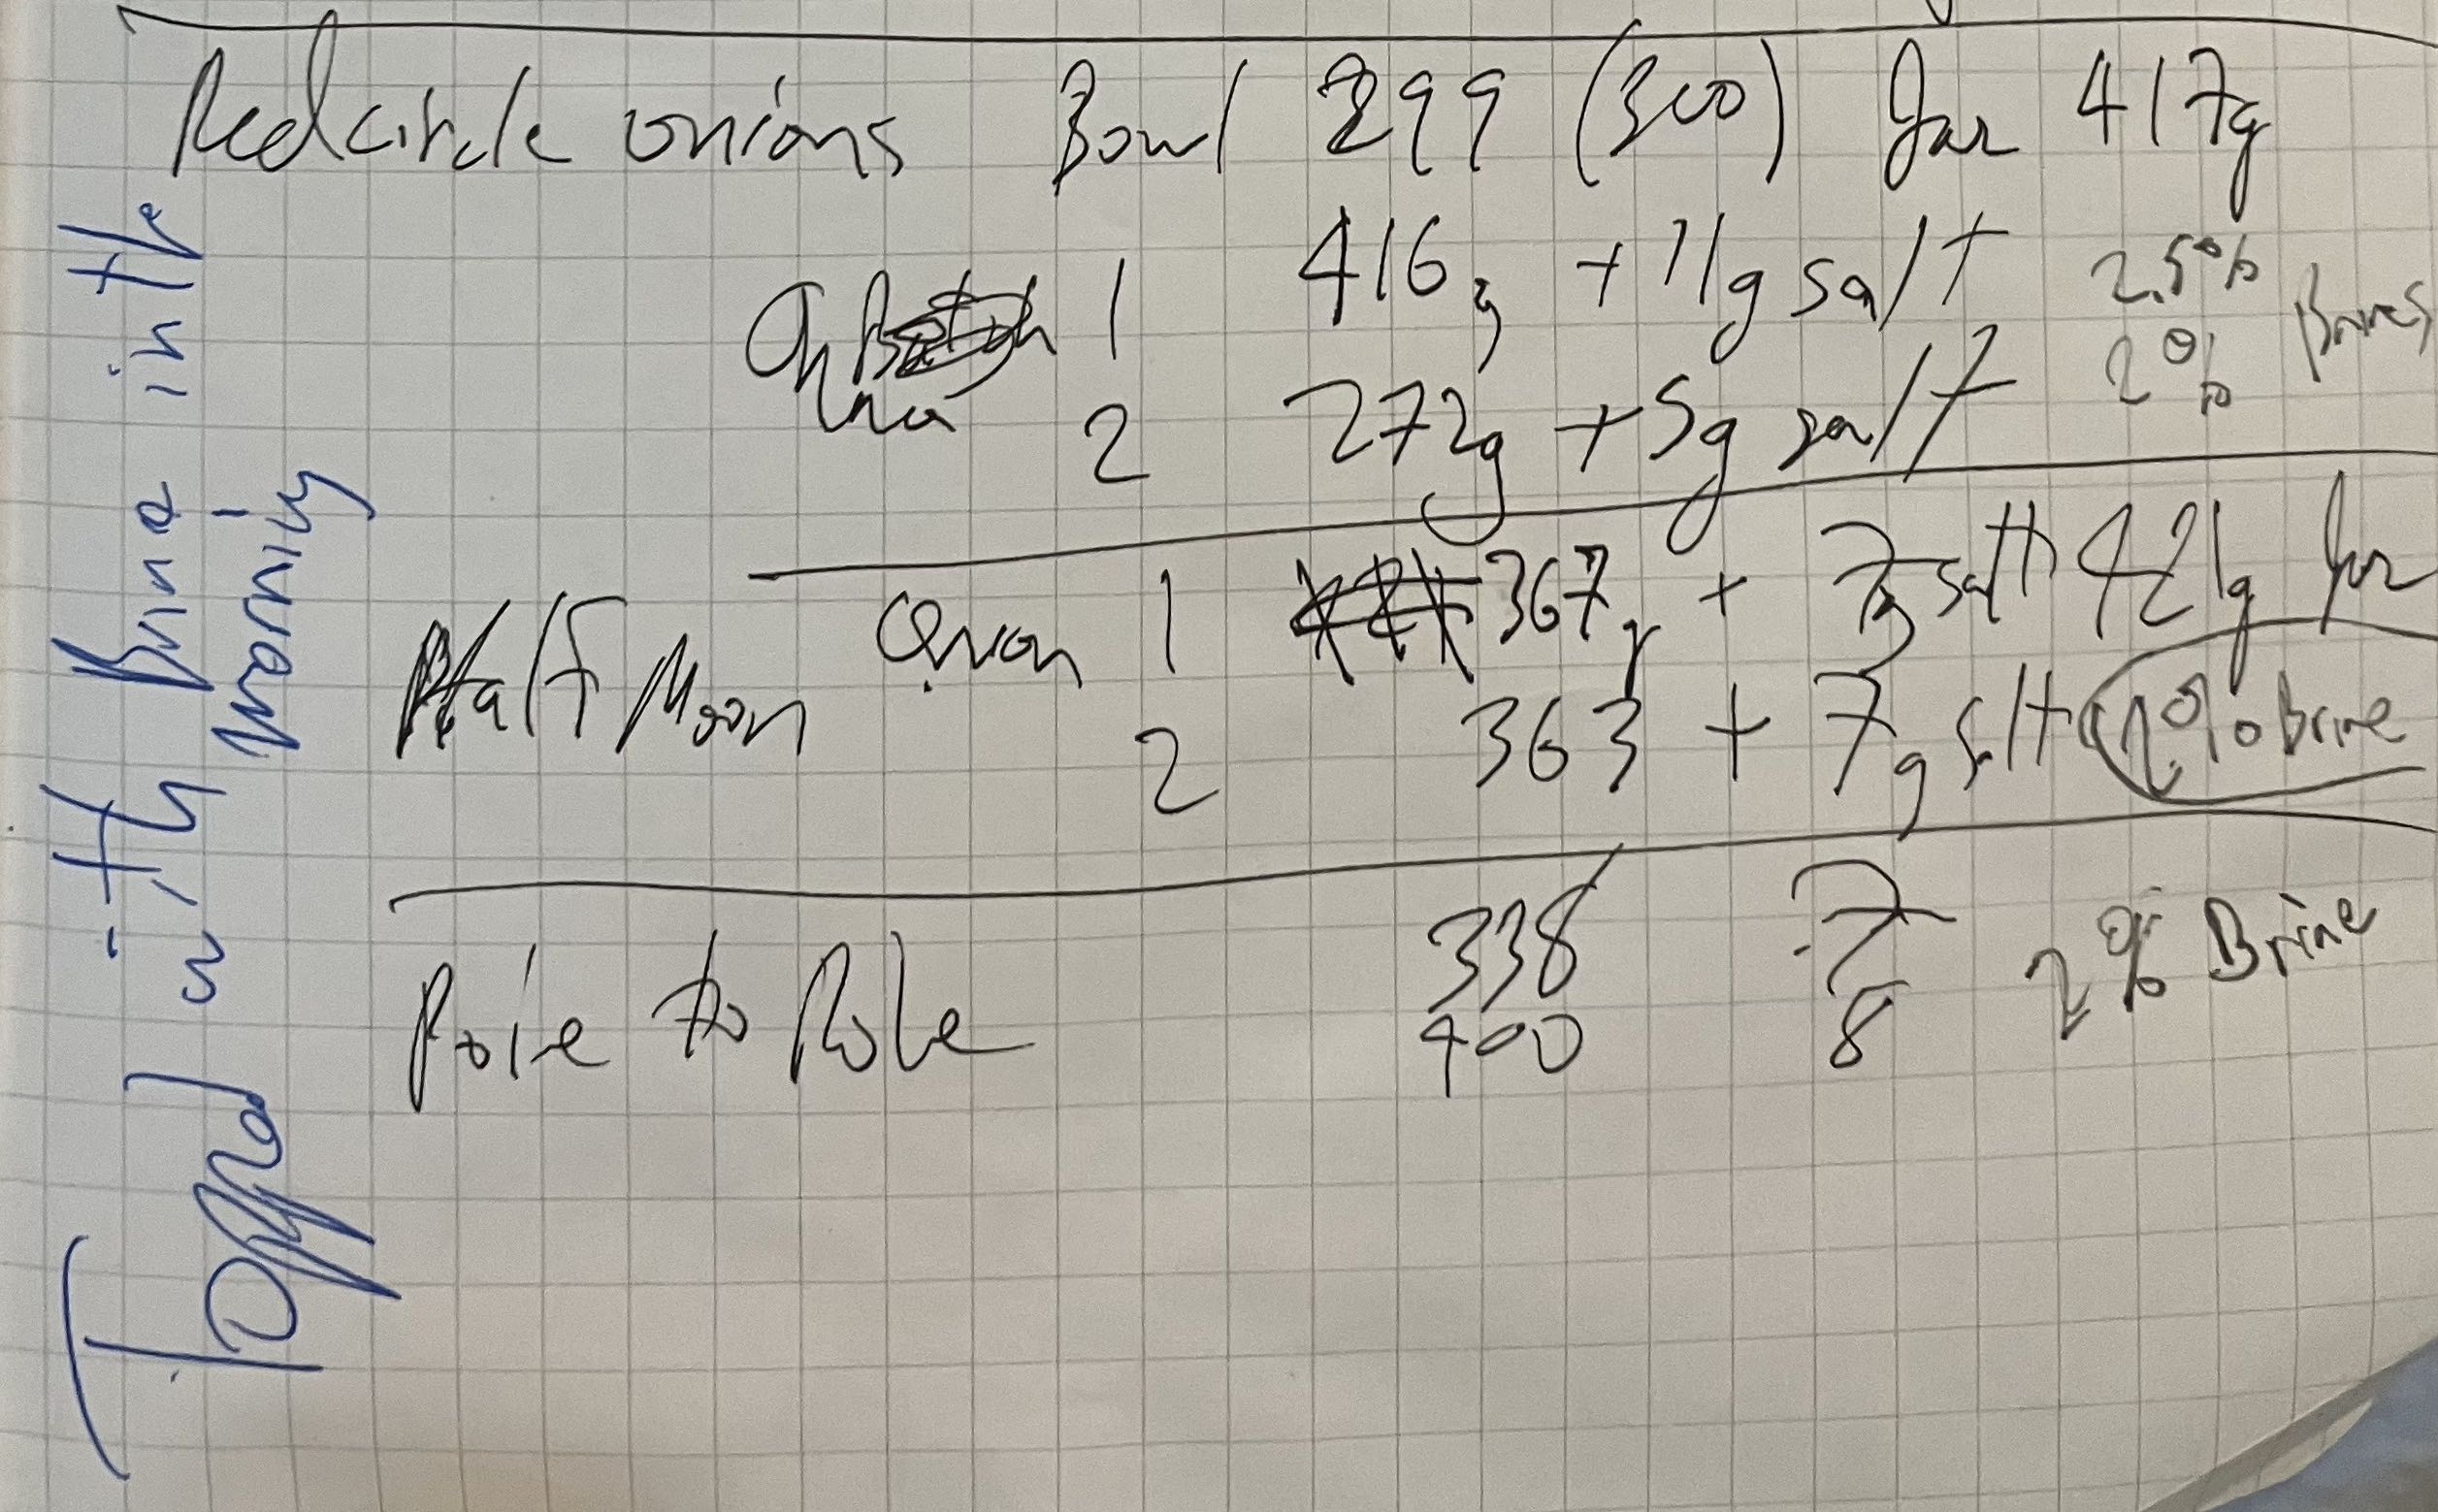 Red circle onions Bowl 299 (300) Jar 417g
1 416g + 11g salt 2.5%
2 272g + 5g salt 2% Brines
Half Moon Onion 1 367g + 7g salt 421g Jar
2 363 + 7g salt 2% Brine
Pole to Pole 338 7 2% Brine
400 8
Topped with Brine in the
morning